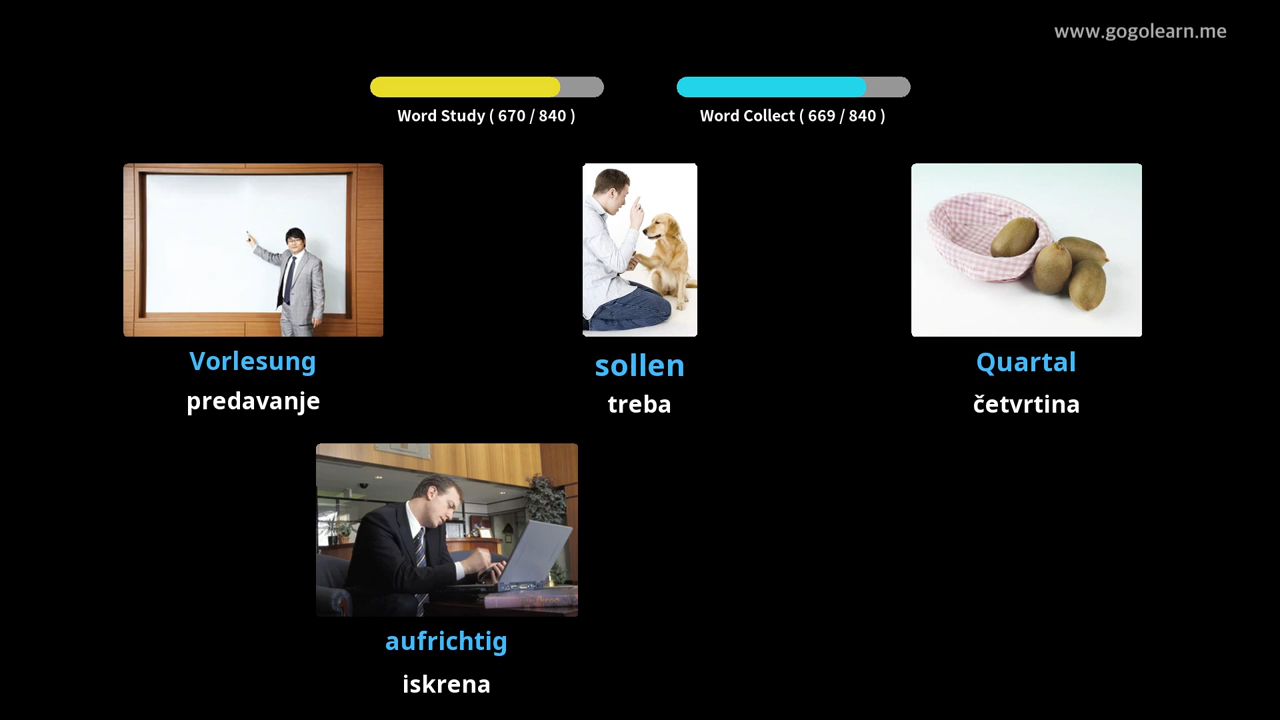 www.gogolearn.me
Word Study ( 670 / 840 )
Word Collect ( 669 / 840 )
Vorlesung
predavanje
sollen
treba
Quartal
četvrtina
aufrichtig
iskrena